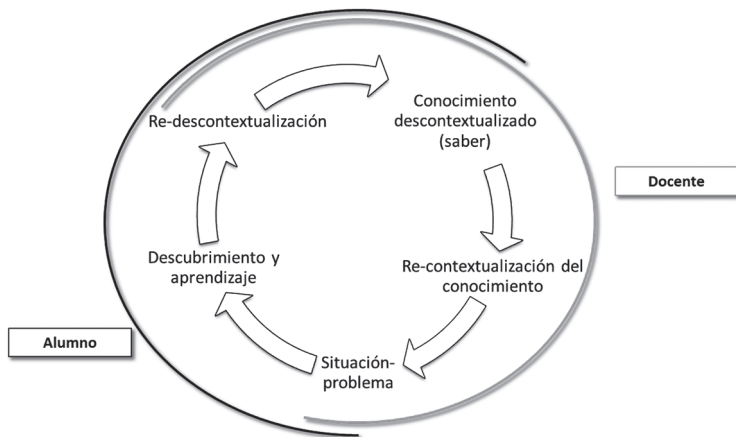 Re-descontextualización
Conocimiento
descontextualizado
(saber)
Docente
Re-contextualización del
conocimiento
Situación-
problema
Descubrimiento y
aprendizaje
Alumno